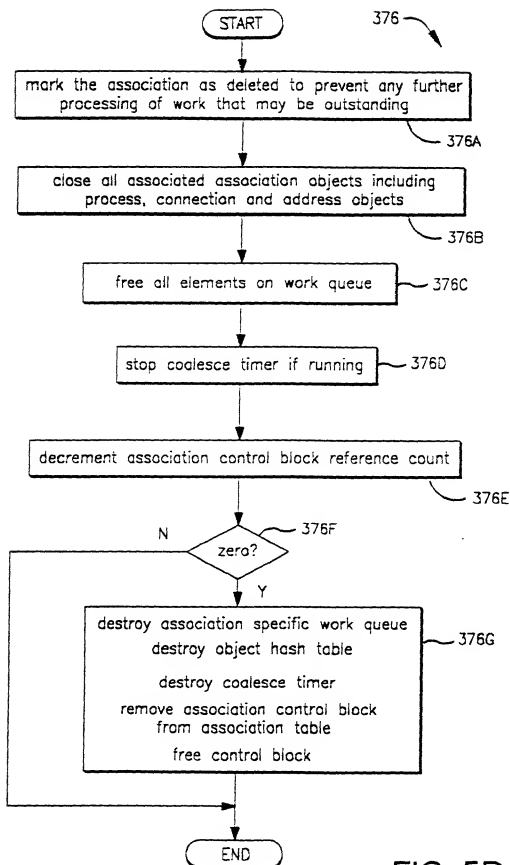 START
376
mark the association as deleted to prevent any further
processing of work that may be outstanding
376A
close all associated association objects including
process, connection and address objects
376B
free all elements on work queue
376C
stop coalesce timer if running
376D
decrement association control block reference count
376E
376F
N
zero?
Y
destroy association specific work queue
destroy object hash table
destroy coalesce timer
remove association control block
from association table
free control block
376G
END